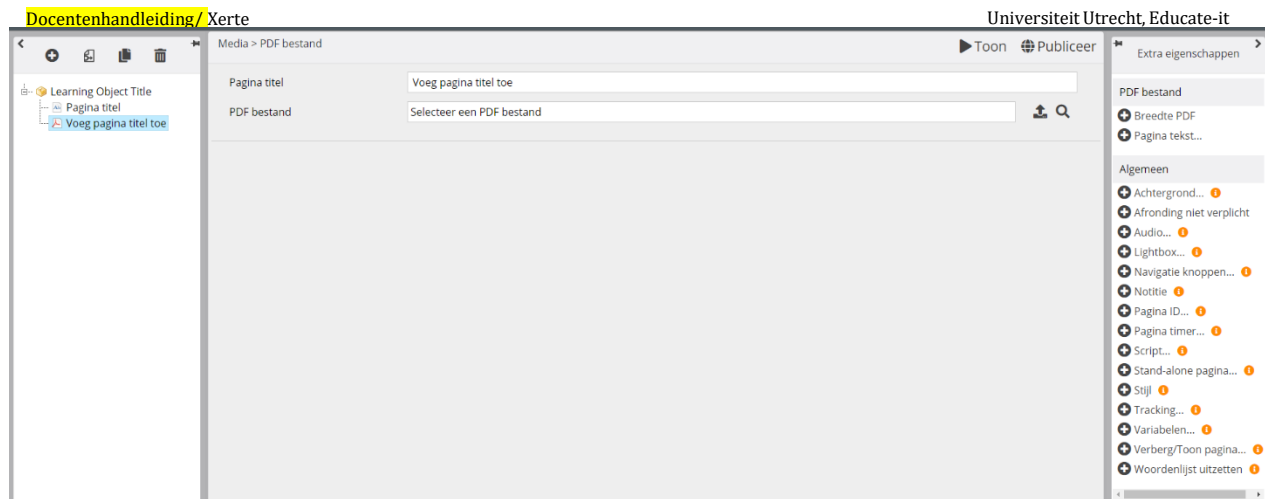 Docentenhandleiding/ Xerte
Universiteit Utrecht, Educate-it
Learning Object Title
Pagina titel
Voeg pagina titel toe
Media > PDF bestand
Toon
Publiceer
Pagina titel
Voeg pagina titel toe
PDF bestand
Selecteer een PDF bestand
Extra eigenschappen
PDF bestand
Breedte PDF
Pagina tekst...
Algemeen
Achtergrond...
Afronding niet verplicht
Audio...
Lightbox...
Navigatie knoppen...
Notitie
Pagina ID...
Pagina timer...
Script...
Stand-alone pagina...
Stijl
Tracking...
Variabelen...
Verberg/Toon pagina...
Woordenlijst uitzetten